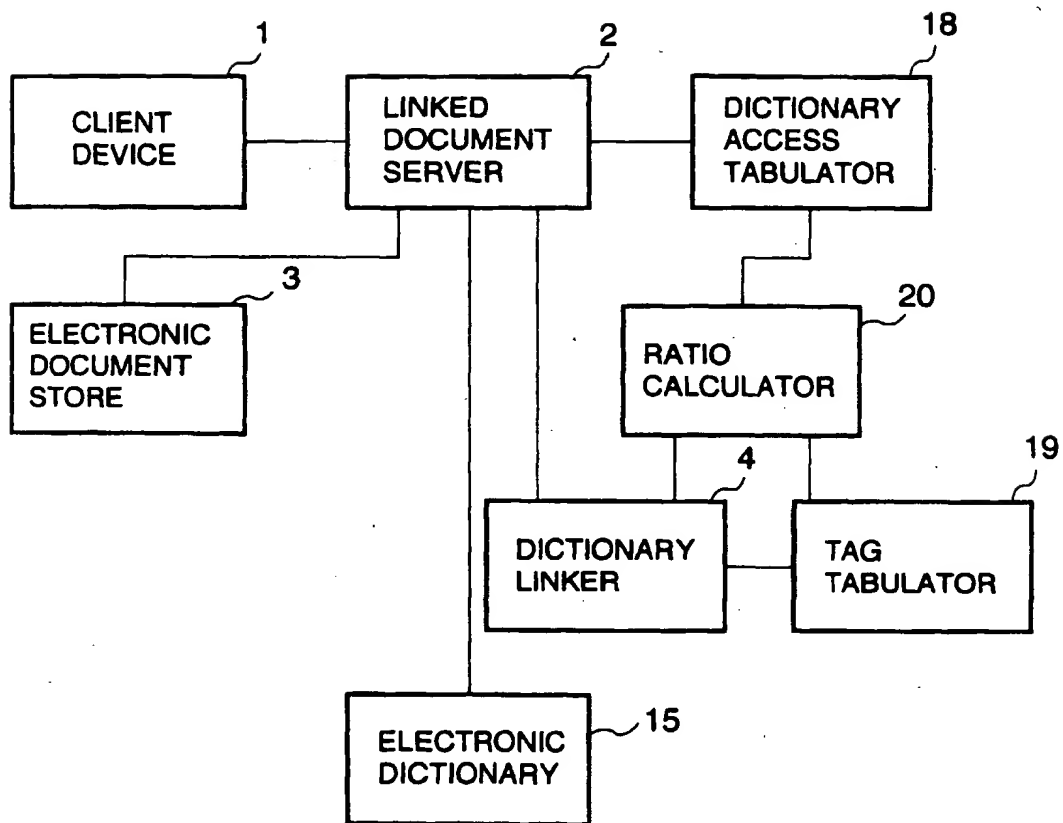 1
CLIENT
DEVICE
2
LINKED
DOCUMENT
SERVER
18
DICTIONARY
ACCESS
TABULATOR
3
ELECTRONIC
DOCUMENT
STORE
20
RATIO
CALCULATOR
4
DICTIONARY
LINKER
19
TAG
TABULATOR
15
ELECTRONIC
DICTIONARY